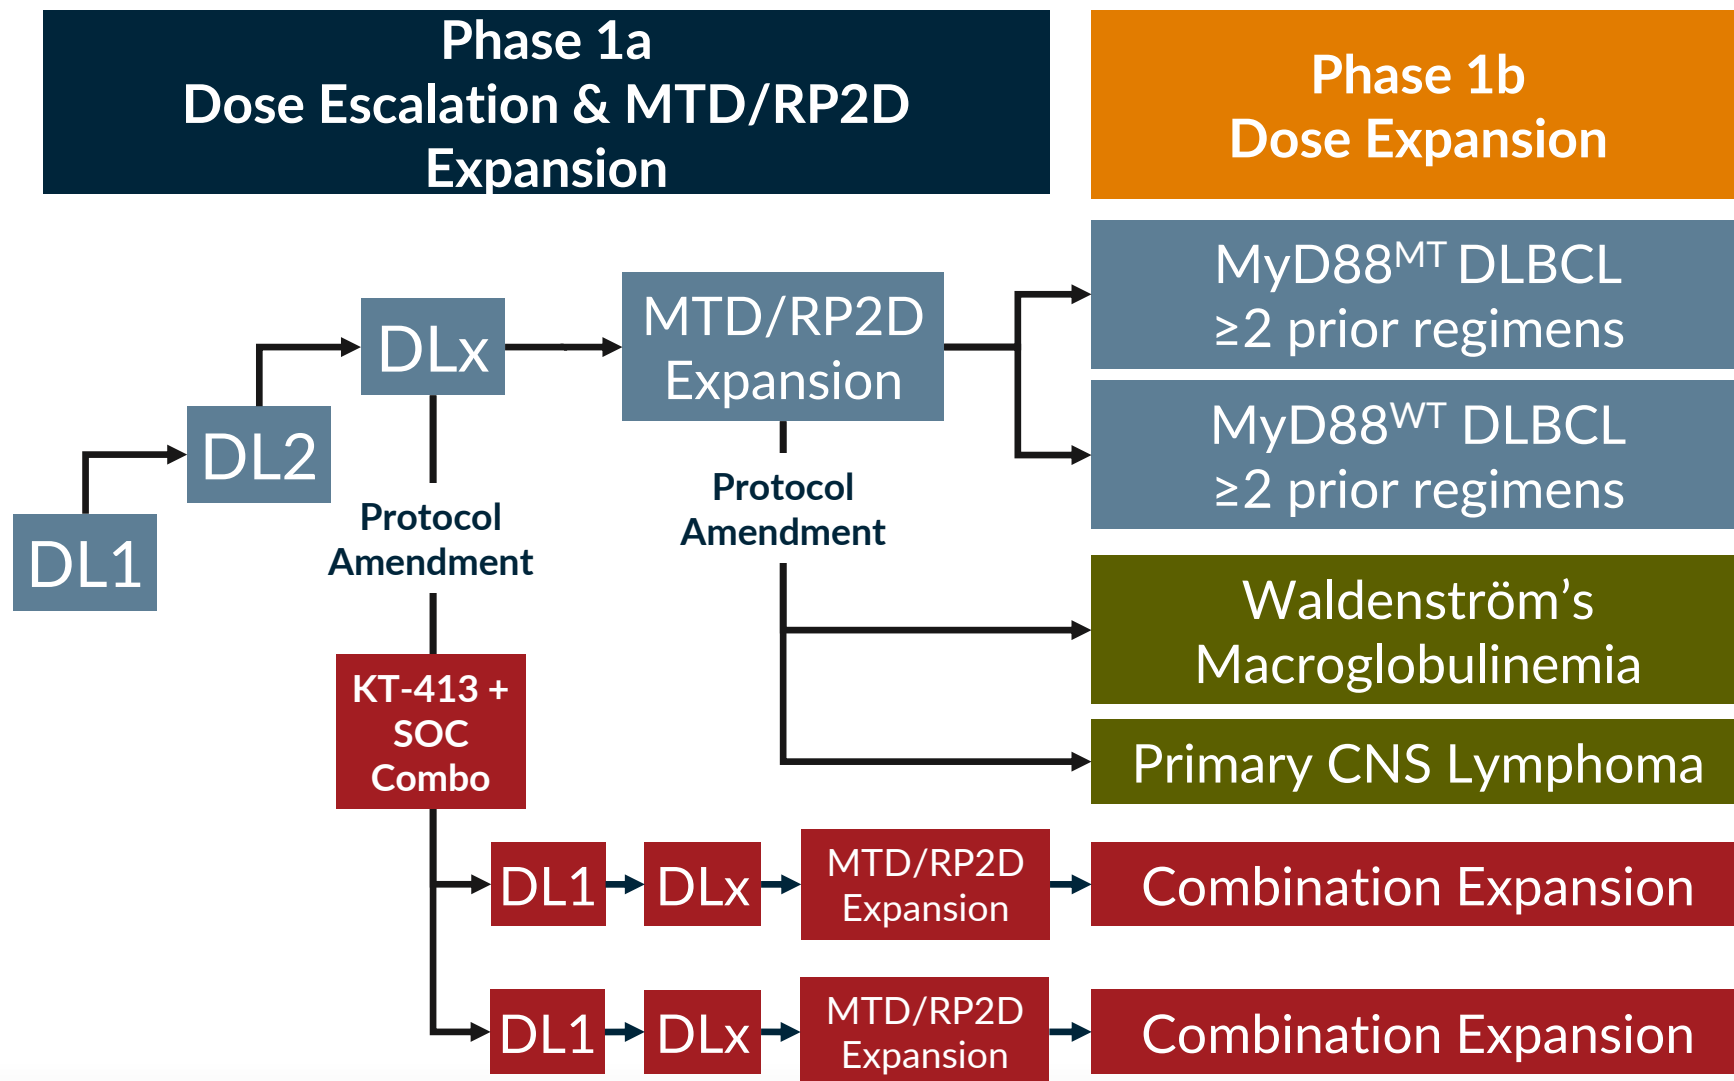 Phase 1a
Dose Escalation & MTD/RP2D
Expansion
Phase 1b
Dose Expansion
DL1
DL2
DLx
MTD/RP2D
Expansion
MyD88ᴹᵀ DLBCL
≥2 prior regimens
MyD88ᵂᵀ DLBCL
≥2 prior regimens
Protocol
Amendment
Protocol
Amendment
Waldenström’s
Macroglobulinemia
Primary CNS Lymphoma
KT-413 +
SOC
Combo
DL1
DLx
MTD/RP2D
Expansion
Combination Expansion
DL1
DLx
MTD/RP2D
Expansion
Combination Expansion